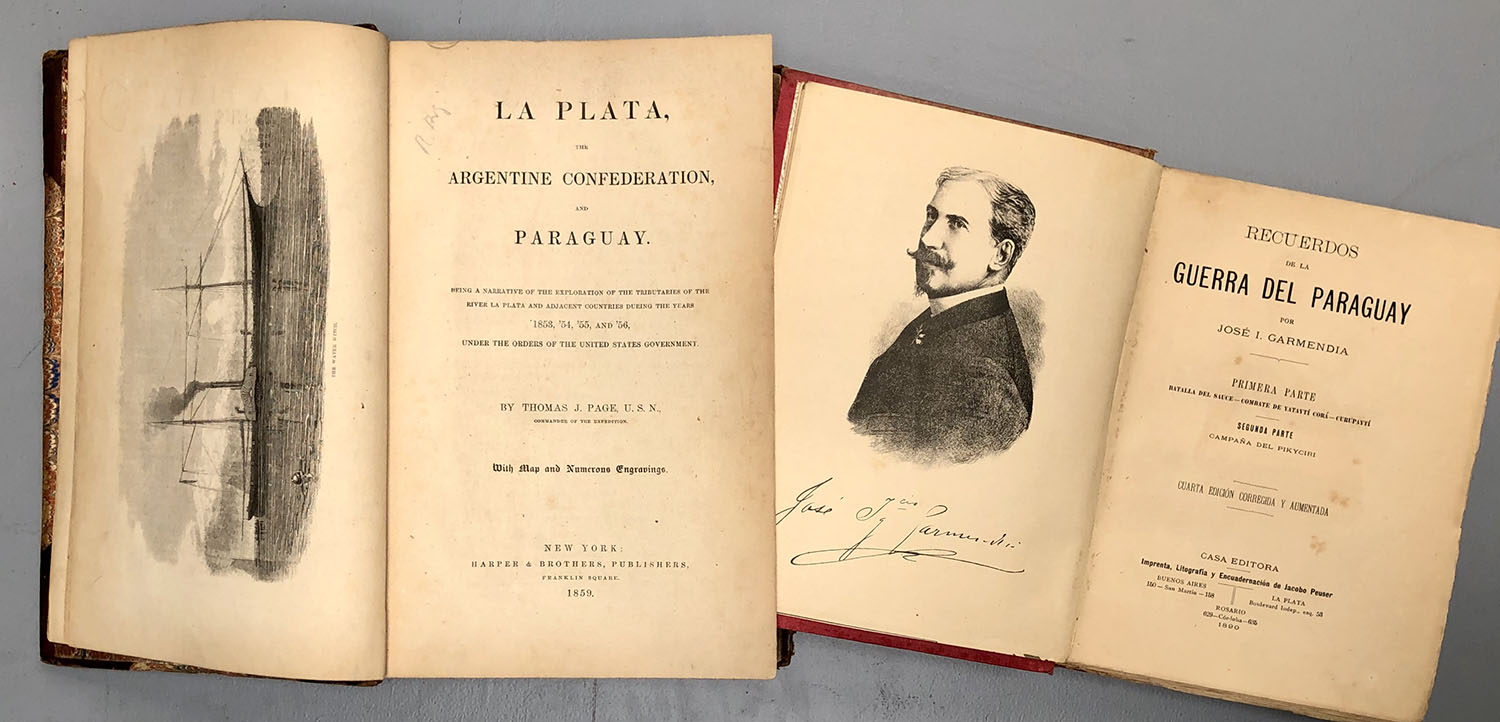 THE WATER WITCH.
LA PLATA,
THE
ARGENTINE CONFEDERATION,
AND
PARAGUAY.
BEING A NARRATIVE OF THE EXPLORATION OF THE TRIBUTARIES OF THE
RIVER LA PLATA AND ADJACENT COUNTRIES DURING THE YEARS
1853, '54, '55, AND '56,
UNDER THE ORDERS OF THE UNITED STATES GOVERNMENT.
BY THOMAS J. PAGE, U. S. N.,
COMMANDER OF THE EXPEDITION.
With Map and Numerous Engravings.
NEW YORK:
HARPER & BROTHERS, PUBLISHERS,
FRANKLIN SQUARE.
1859.
José Ig<sup>cio</sup> Garmendia
RECUERDOS
DE LA
GUERRA DEL PARAGUAY
POR
JOSÉ I. GARMENDIA
PRIMERA PARTE
BATALLA DEL SAUCE—COMBATE DE YATAYTÍ CORÁ—CURUPAYTÍ
SEGUNDA PARTE
CAMPAÑA DEL PIKYCIRI
CUARTA EDICIÓN CORREGIDA Y AUMENTADA
CASA EDITORA
Imprenta, Litografía y Encuadernación de Jacobo Peuser
BUENOS AIRES
150 — San Martín — 158
LA PLATA
Boulevard Indep., esq. 53
ROSARIO
629—Córdoba—635
1890